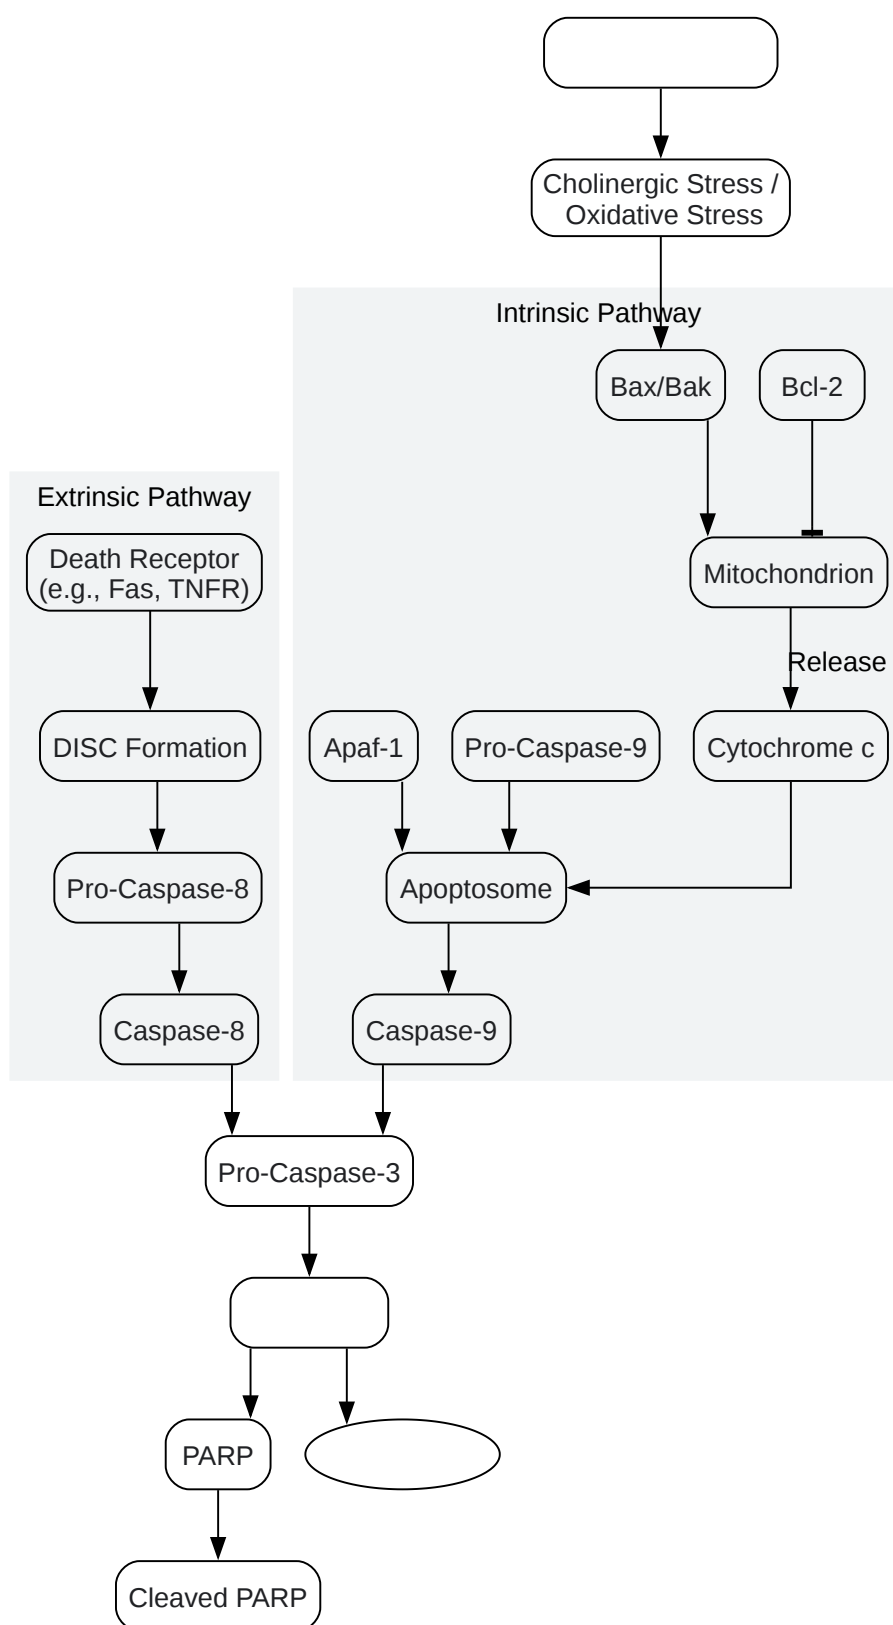 Cholinergic Stress /
Oxidative Stress
Intrinsic Pathway
Bax/Bak
Bcl-2
Extrinsic Pathway
Death Receptor
(e.g., Fas, TNFR)
Mitochondrion
Release
DISC Formation
Apaf-1
Pro-Caspase-9
Cytochrome c
Pro-Caspase-8
Apoptosome
Caspase-8
Caspase-9
Pro-Caspase-3
PARP
Cleaved PARP